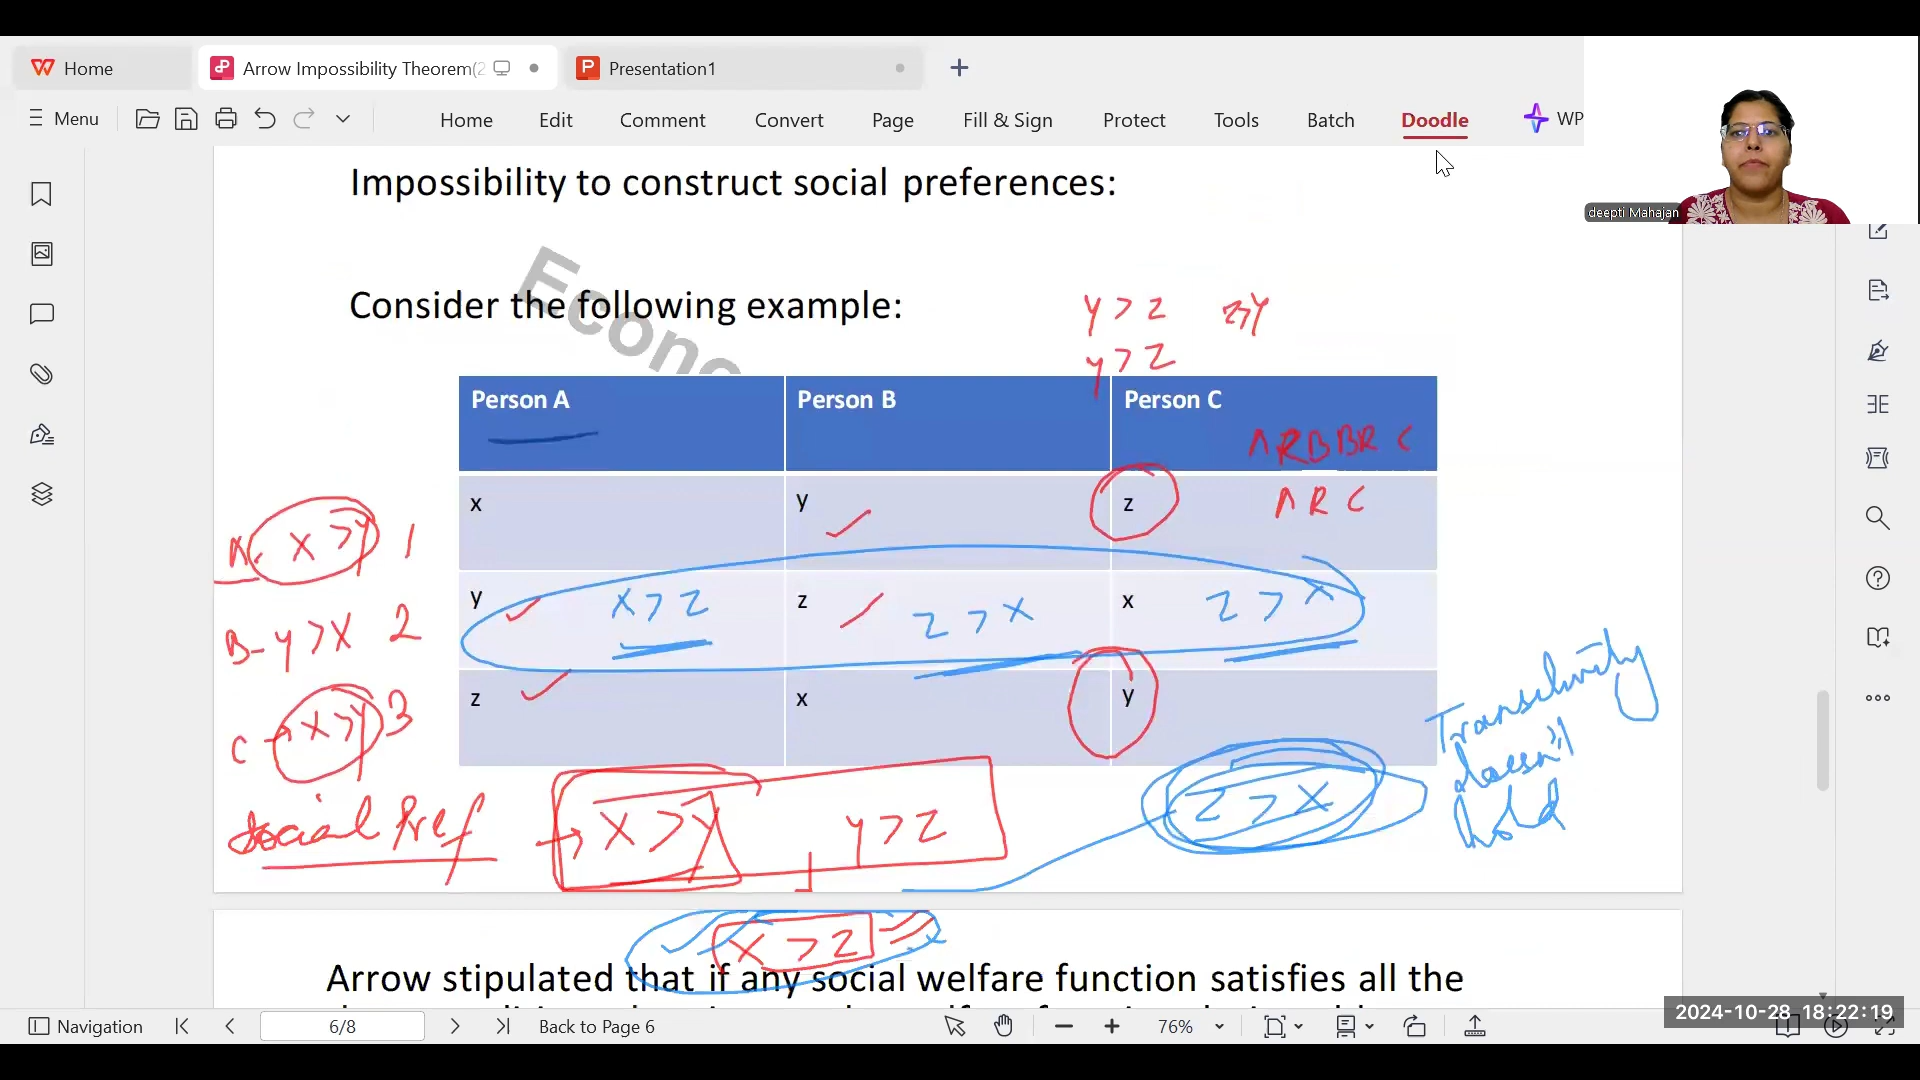 Home
Arrow Impossibility Theorem(2
Presentation1
Menu
Home Edit Comment Convert Page Fill & Sign Protect Tools Batch Doodle WP
deepti Mahajan
Impossibility to construct social preferences:
Econo
Consider the following example:
y > z z>y
y > z
Person A Person B Person C
A R B B R C
x y z A R C
A. x > y 1
y x > z z z > x x z > x
B - y > x 2
z x y
C → x > y 3
Transitivity
doesn't
hold
Social Pref → x > y y > z z > x
x > z
Arrow stipulated that if any social welfare function satisfies all the
Navigation 6/8 Back to Page 6 76%
2024-10-28 18:22:19